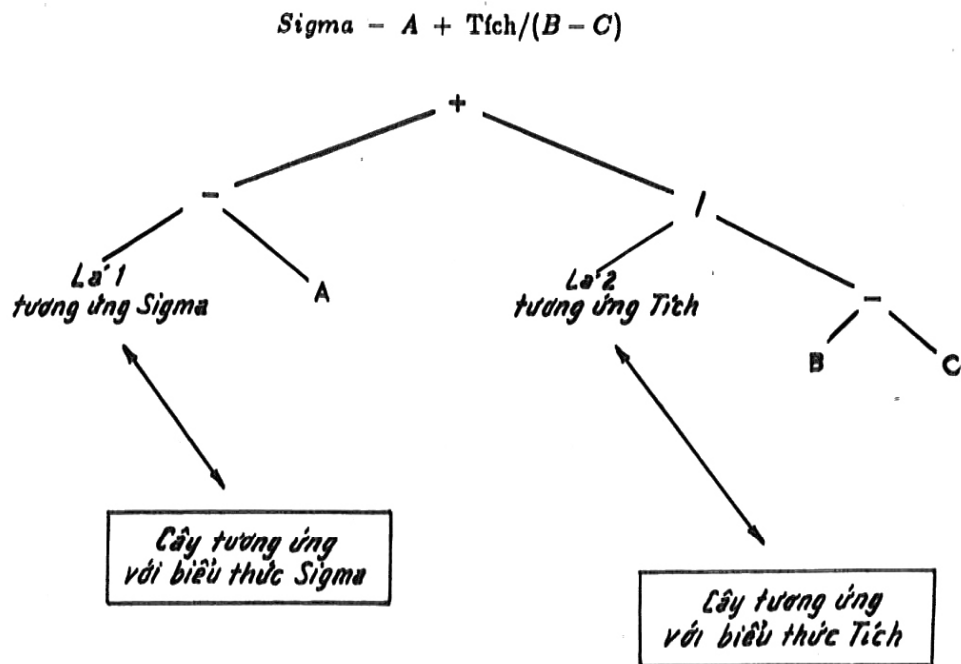 Sigma - A + Tích/(B - C)
+
-
/
Lá 1
tương ứng Sigma
A
Lá 2
tương ứng Tích
-
B
C
Cây tương ứng
với biểu thức Sigma
Cây tương ứng
với biểu thức Tích